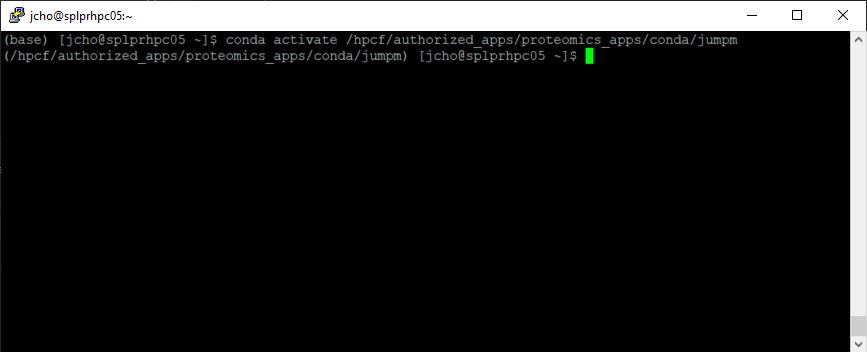 jcho@splprhpc05:~
(base) [jcho@splprhpc05 ~]$ conda activate /hpcf/authorized_apps/proteomics_apps/conda/jumpm
(/hpcf/authorized_apps/proteomics_apps/conda/jumpm) [jcho@splprhpc05 ~]$